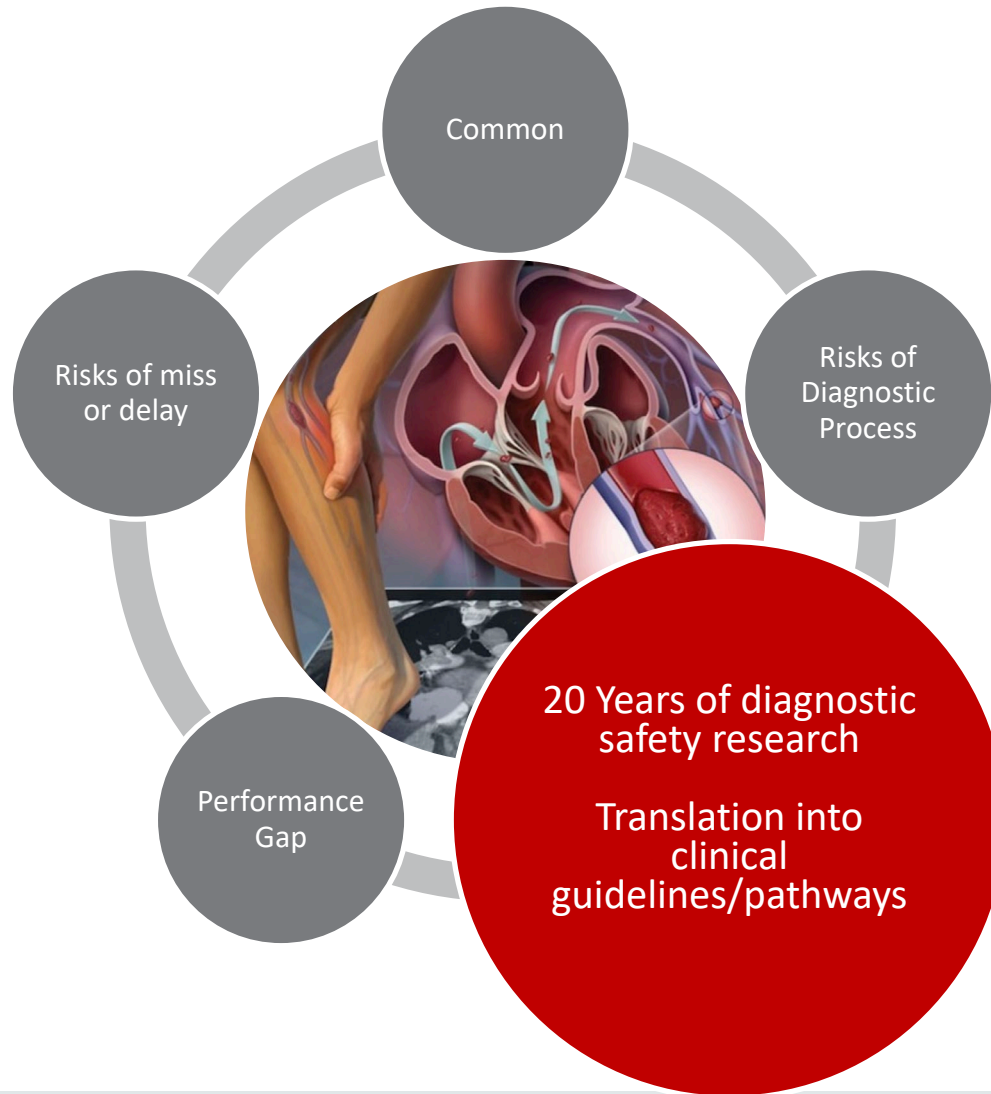 Common
Risks of
Diagnostic
Process
20 Years of diagnostic
safety research
Translation into
clinical
guidelines/pathways
Performance
Gap
Risks of miss
or delay